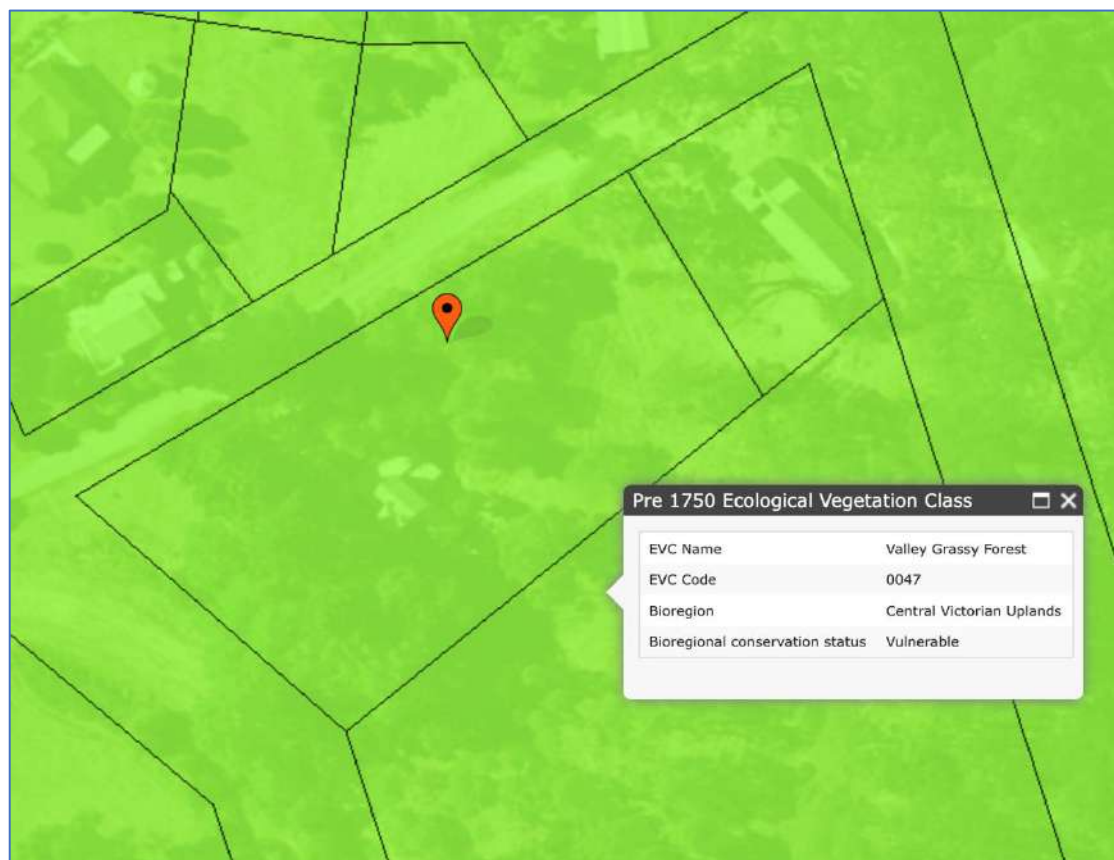 Pre 1750 Ecological Vegetation Class
EVC Name Valley Grassy Forest
EVC Code 0047
Bioregion Central Victorian Uplands
Bioregional conservation status Vulnerable